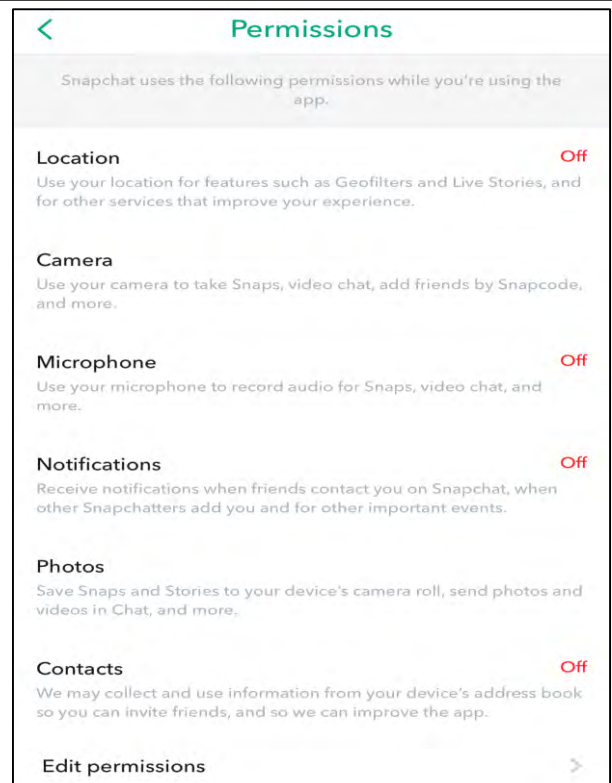 Permissions
Snapchat uses the following permissions while you're using the
app.
Location Off
Use your location for features such as Geofilters and Live Stories, and
for other services that improve your experience.
Camera
Use your camera to take Snaps, video chat, add friends by Snapcode,
and more.
Microphone Off
Use your microphone to record audio for Snaps, video chat, and
more.
Notifications Off
Receive notifications when friends contact you on Snapchat, when
other Snapchatters add you and for other important events.
Photos
Save Snaps and Stories to your device's camera roll, send photos and
videos in Chat, and more.
Contacts Off
We may collect and use information from your device's address book
so you can invite friends, and so we can improve the app.
Edit permissions